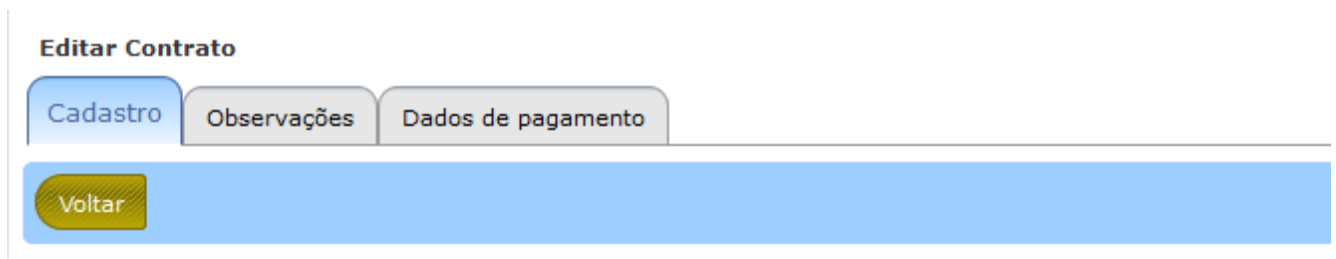 Editar Contrato
Cadastro Observações Dados de pagamento
Voltar